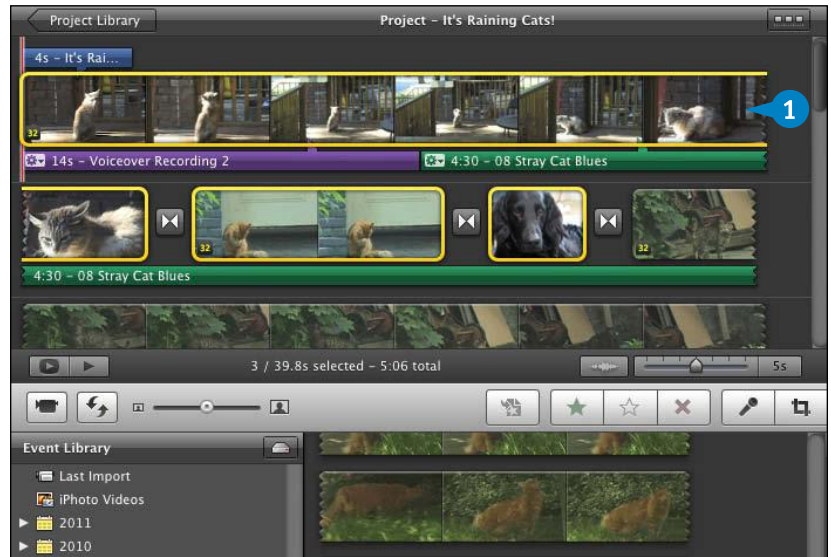 Project Library
Project – It's Raining Cats!
4s – It's Rai...
32
1
14s – Voiceover Recording 2
4:30 – 08 Stray Cat Blues
32
32
4:30 – 08 Stray Cat Blues
3 / 39.8s selected – 5:06 total
5s
Event Library
Last Import
iPhoto Videos
2011
2010